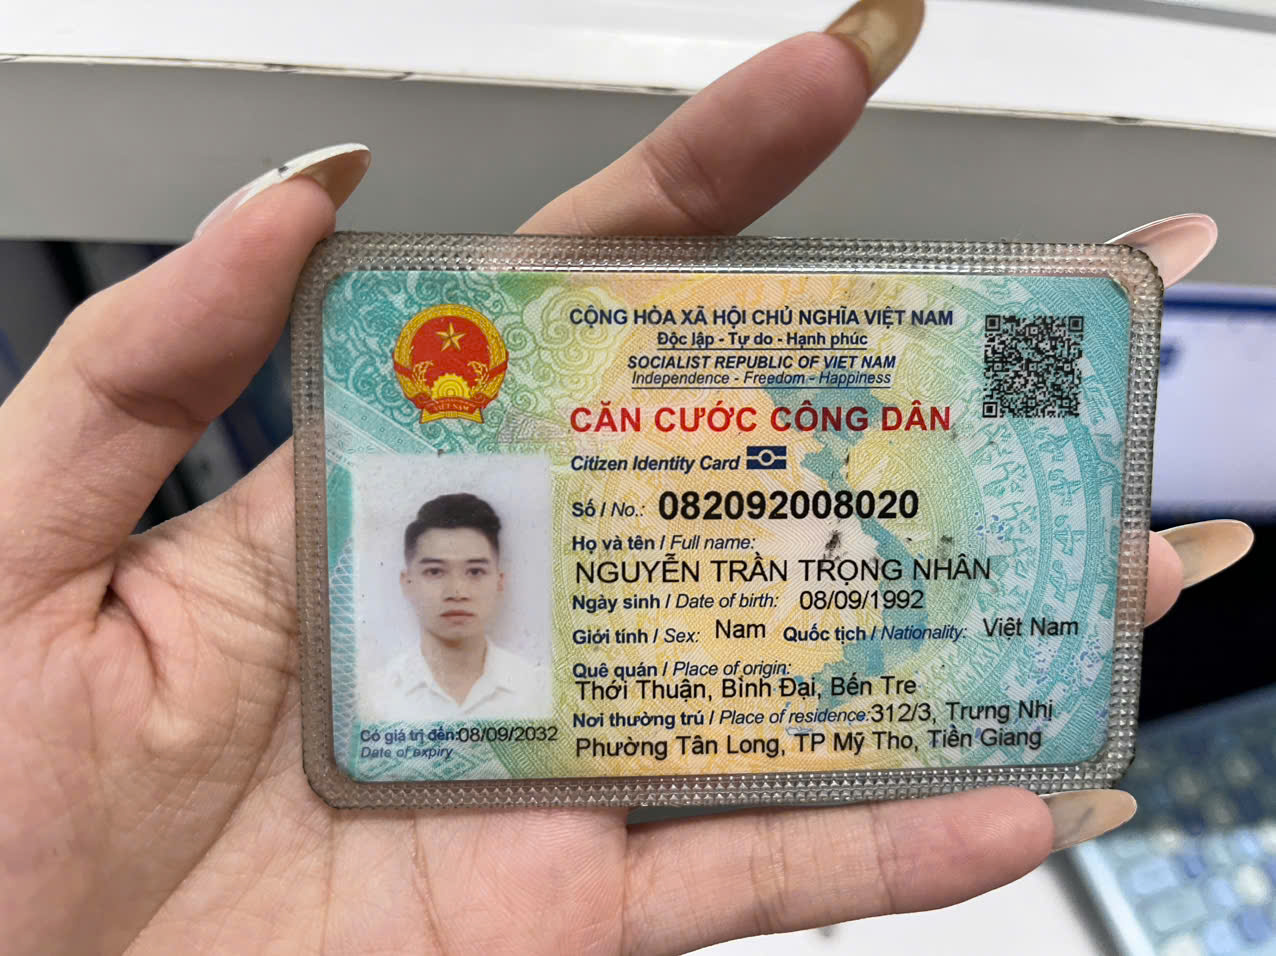 CỘNG HÒA XÃ HỘI CHỦ NGHĨA VIỆT NAM
Độc lập - Tự do - Hạnh phúc
SOCIALIST REPUBLIC OF VIET NAM
Independence - Freedom - Happiness
CĂN CƯỚC CÔNG DÂN
Citizen Identity Card
Số / No.: 082092008020
Họ và tên / Full name:
NGUYỄN TRẦN TRỌNG NHÂN
Ngày sinh / Date of birth: 08/09/1992
Giới tính / Sex: Nam Quốc tịch / Nationality: Việt Nam
Quê quán / Place of origin:
Thới Thuận, Bình Đại, Bến Tre
Nơi thường trú / Place of residence: 312/3, Trưng Nhị
Phường Tân Long, TP Mỹ Tho, Tiền Giang
Có giá trị đến: 08/09/2032
Date of expiry
VIỆT NAM